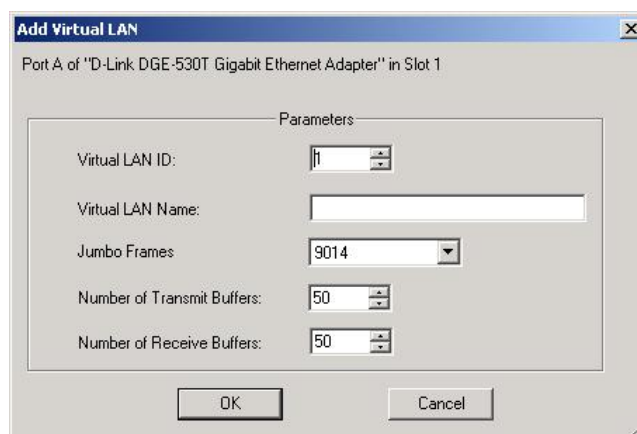 Add Virtual LAN
Port A of "D-Link DGE-530T Gigabit Ethernet Adapter" in Slot 1
Parameters
Virtual LAN ID: 1
Virtual LAN Name:
Jumbo Frames 9014
Number of Transmit Buffers: 50
Number of Receive Buffers: 50
OK Cancel